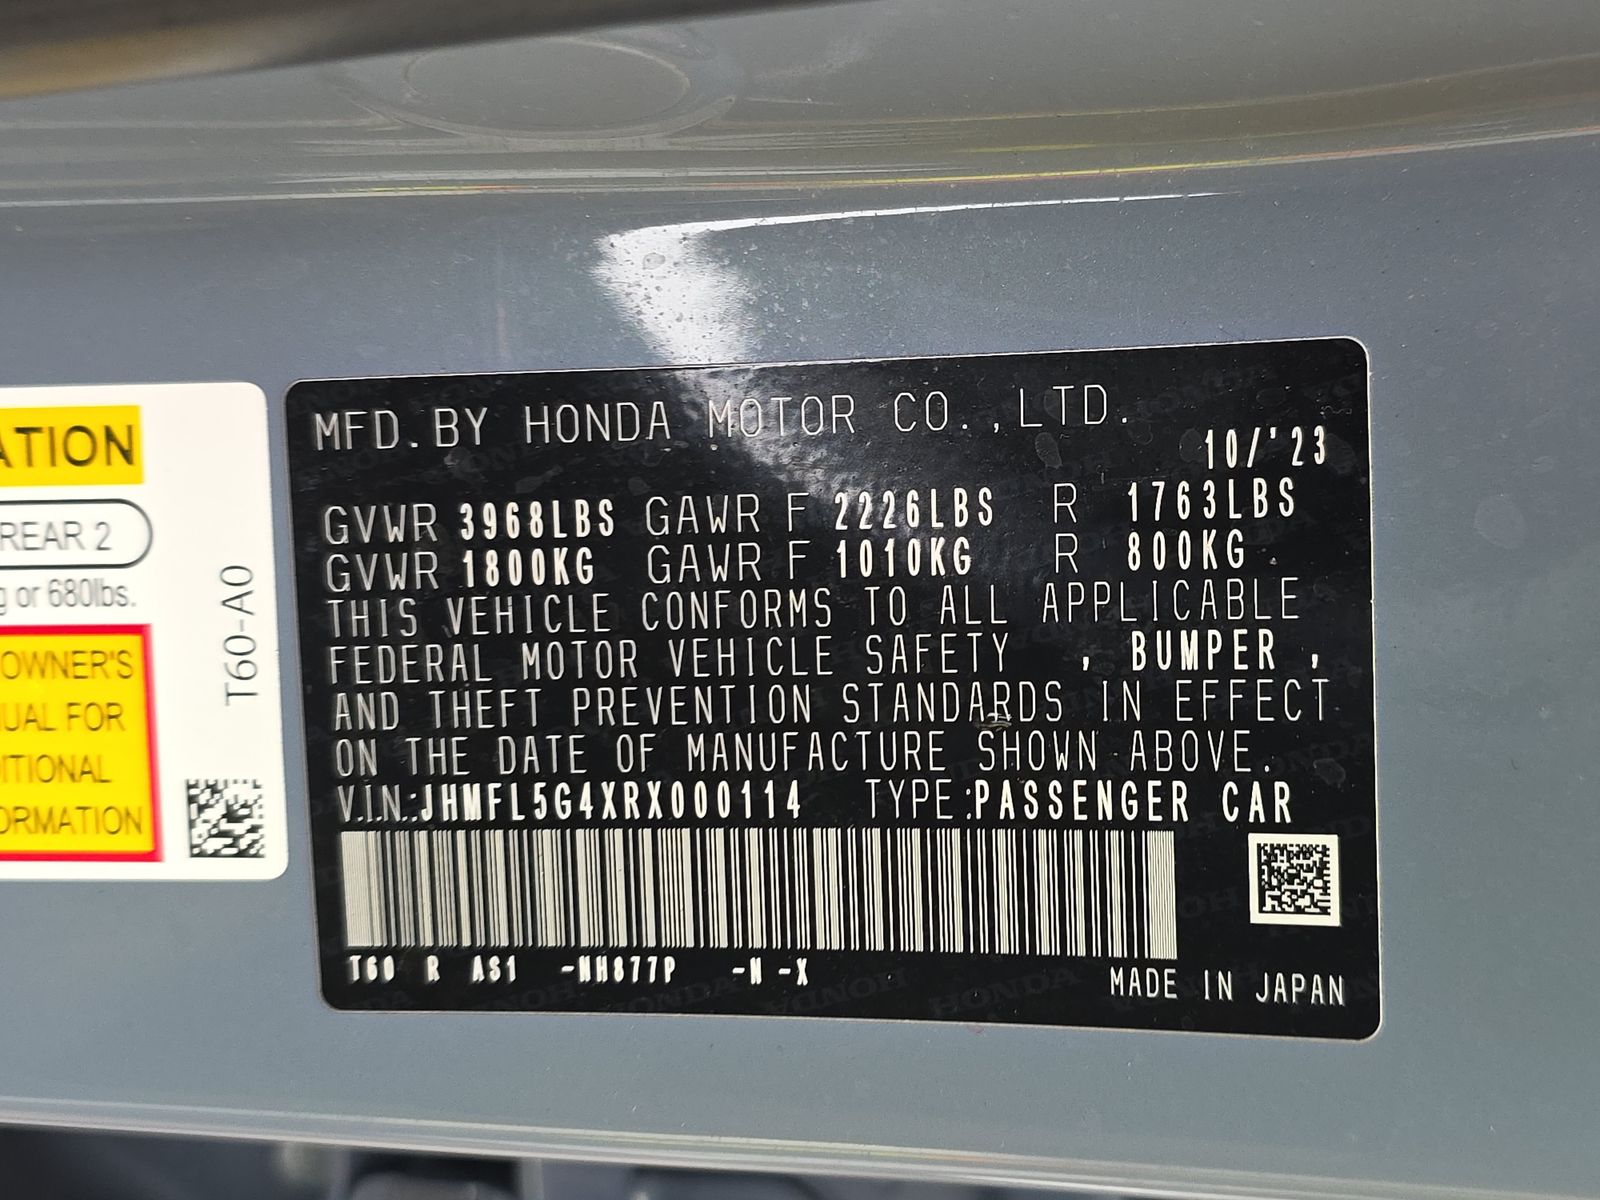 ATION
REAR 2
g or 680lbs.
OWNER'S
UAL FOR
ITIONAL
ORMATION
T60-A0
MFD. BY HONDA MOTOR CO., LTD.
10/'23
GVWR 3968LBS GAWR F 2226LBS R 1763LBS
GVWR 1800KG GAWR F 1010KG R 800KG
THIS VEHICLE CONFORMS TO ALL APPLICABLE
FEDERAL MOTOR VEHICLE SAFETY , BUMPER ,
AND THEFT PREVENTION STANDARDS IN EFFECT
ON THE DATE OF MANUFACTURE SHOWN ABOVE.
V.I.N.:JHMFL5G4XRX000114 TYPE:PASSENGER CAR
T60 R AS1 -NH877P -N -X
MADE IN JAPAN